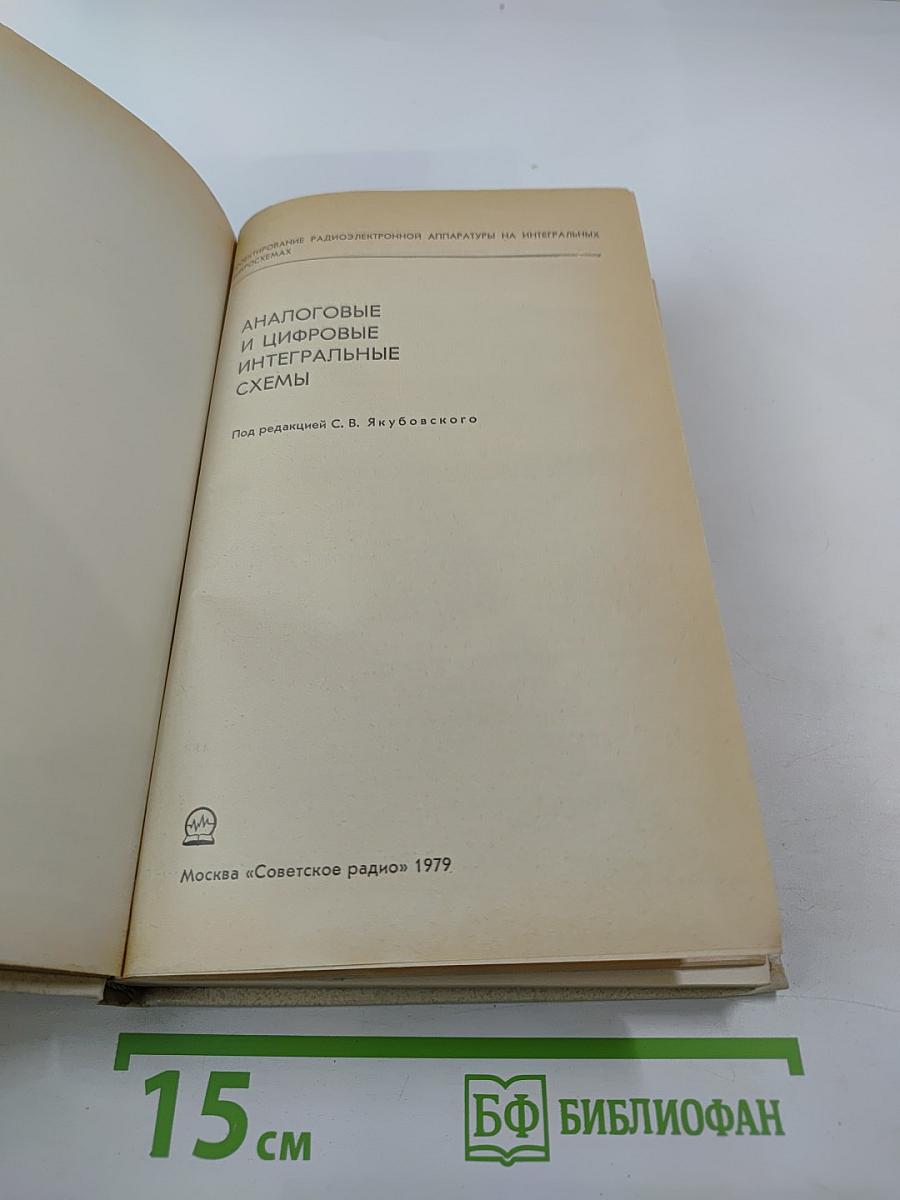 РАДИОЭЛЕКТРОННОЙ АППАРАТУРЫ НА ИНТЕГРАЛЬНЫХ
АНАЛОГОВЫЕ
И ЦИФРОВЫЕ
ИНТЕГРАЛЬНЫЕ
СХЕМЫ
Под редакцией С. В. Якубовского
Москва «Советское радио» 1979
15 см
БФ БИБЛИОФАН